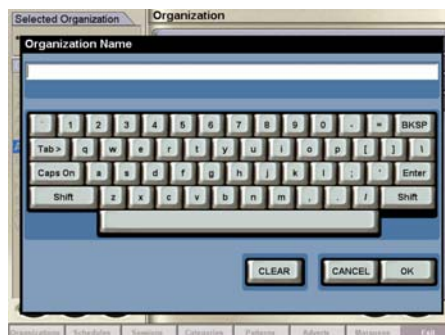 Selected Organization
Organization
Organization Name
` 1 2 3 4 5 6 7 8 9 0 - = BKSP
Tab > q w e r t y u i o p [ ] \
Caps On a s d f g h j k l ; ' Enter
Shift z x c v b n m , . / Shift
CLEAR CANCEL OK
Organizations Schedules Sessions Categories Patterns Adverts Messages Exit